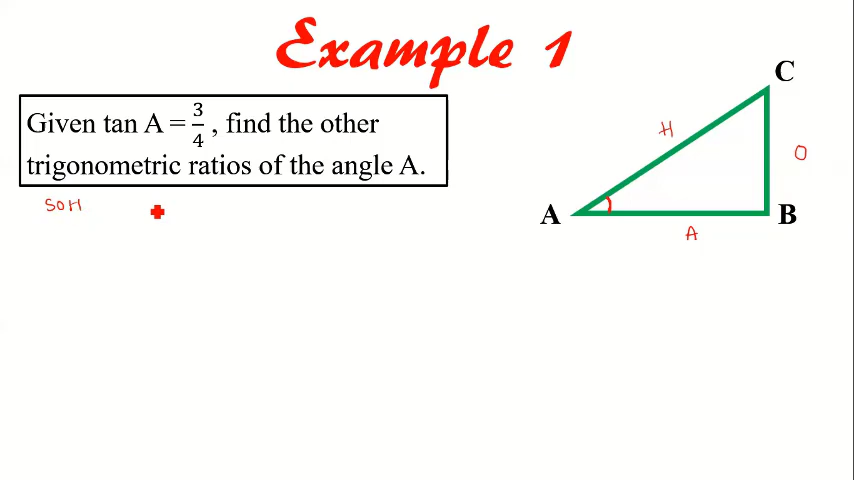 Example 1
Given tan A = 3/4 , find the other
trigonometric ratios of the angle A.
SOH
C
H
O
A
B
A